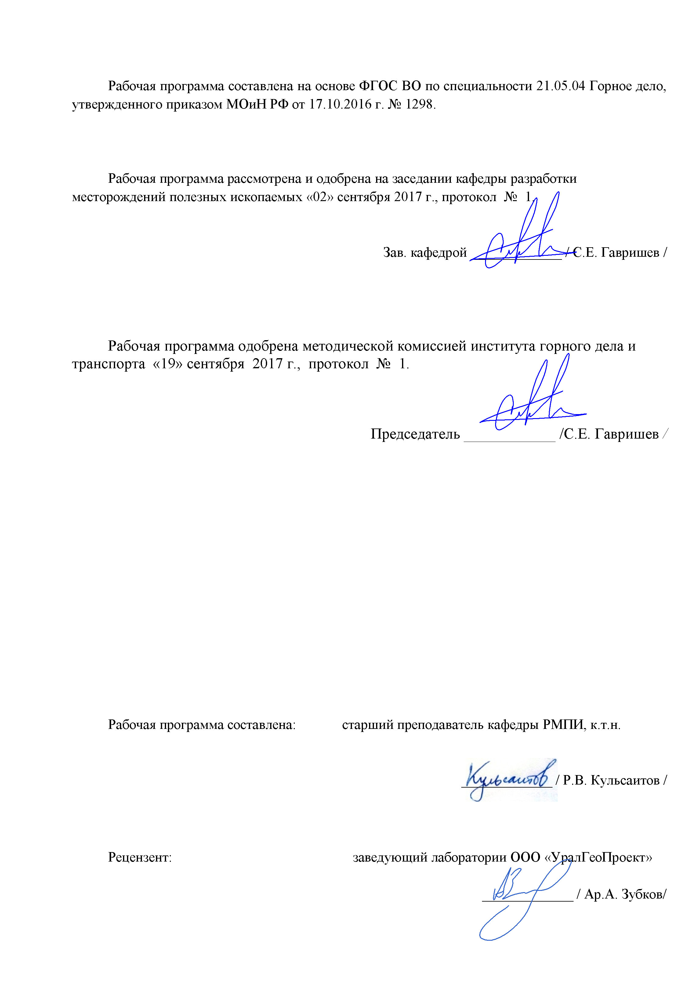 Рабочая программа составлена на основе ФГОС ВО по специальности 21.05.04 Горное дело,
утвержденного приказом МОиН РФ от 17.10.2016 г. № 1298.
Рабочая программа рассмотрена и одобрена на заседании кафедры разработки
месторождений полезных ископаемых «02» сентября 2017 г., протокол № 1.
Зав. кафедрой _____________ / С.Е. Гавришев /
Рабочая программа одобрена методической комиссией института горного дела и
транспорта «19» сентября 2017 г., протокол № 1.
Председатель _____________ /С.Е. Гавришев /
Рабочая программа составлена: старший преподаватель кафедры РМПИ, к.т.н.
Кульсаитов / Р.В. Кульсаитов /
Рецензент: заведующий лаборатории ООО «УралГеоПроект»
_____________ / Ар.А. Зубков/